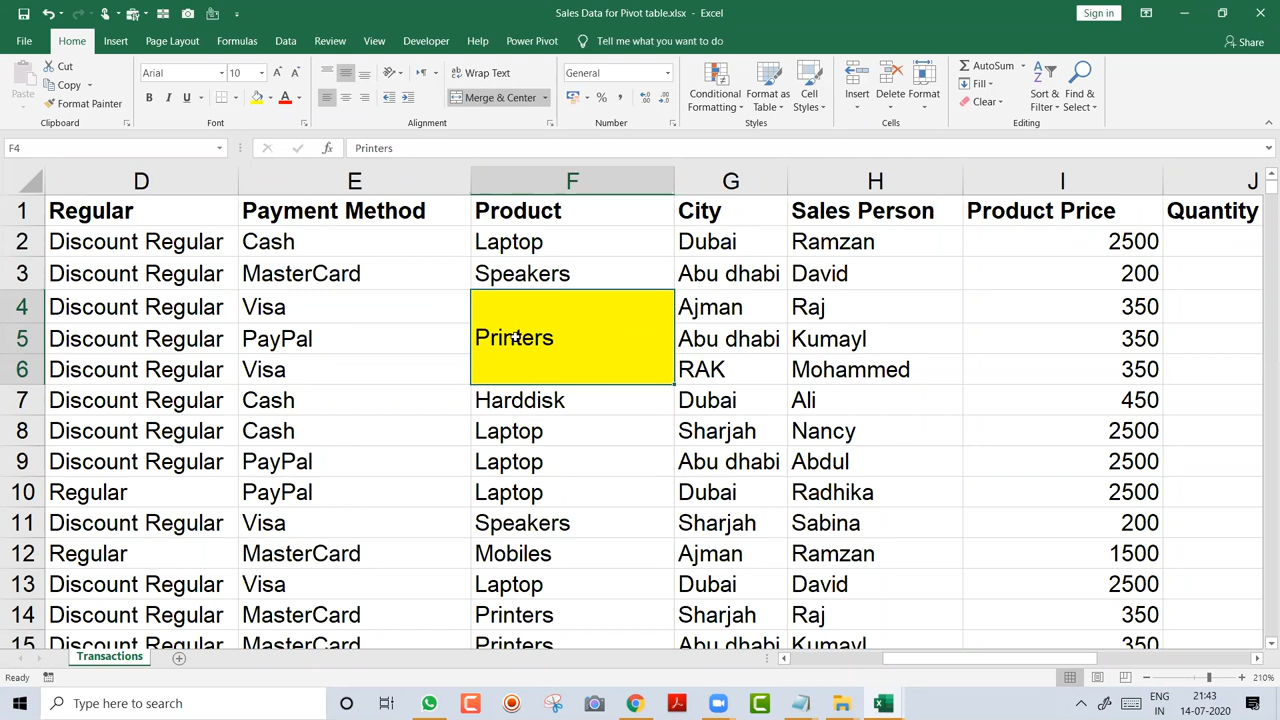 Sales Data for Pivot table.xlsx - Excel
Sign in
File Home Insert Page Layout Formulas Data Review View Developer Help Power Pivot Tell me what you want to do Share
Paste
Cut
Copy
Format Painter
Clipboard
Arial 10
B I U
Font
Wrap Text
Merge & Center
Alignment
General
%
Number
Conditional Formatting
Format as Table
Cell Styles
Styles
Insert Delete Format
Cells
AutoSum
Fill
Clear
Sort & Filter
Find & Select
Editing
F4 fx Printers
D E F G H I J
1 Regular Payment Method Product City Sales Person Product Price Quantity
2 Discount Regular Cash Laptop Dubai Ramzan 2500
3 Discount Regular MasterCard Speakers Abu dhabi David 200
4 Discount Regular Visa Ajman Raj 350
5 Discount Regular PayPal Printers Abu dhabi Kumayl 350
6 Discount Regular Visa RAK Mohammed 350
7 Discount Regular Cash Harddisk Dubai Ali 450
8 Discount Regular Cash Laptop Sharjah Nancy 2500
9 Discount Regular PayPal Laptop Abu dhabi Abdul 2500
10 Regular PayPal Laptop Dubai Radhika 2500
11 Discount Regular Visa Speakers Sharjah Sabina 200
12 Regular MasterCard Mobiles Ajman Ramzan 1500
13 Discount Regular Visa Laptop Dubai David 2500
14 Discount Regular MasterCard Printers Sharjah Raj 350
15 Discount Regular MasterCard Printers Abu dhabi Kumayl 350
Transactions
Ready 210%
Type here to search
ENG
IN
21:43
14-07-2020